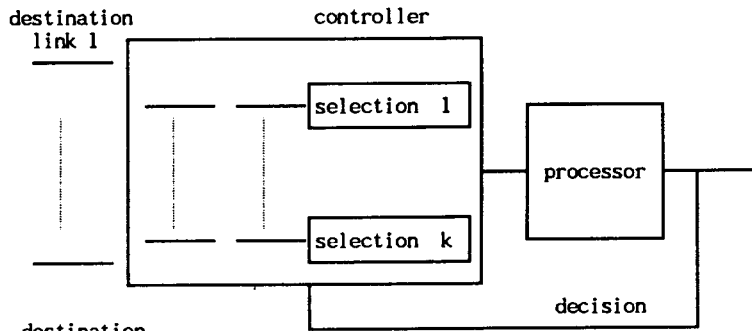 destination
link 1
controller
selection 1
processor
selection k
decision
destination